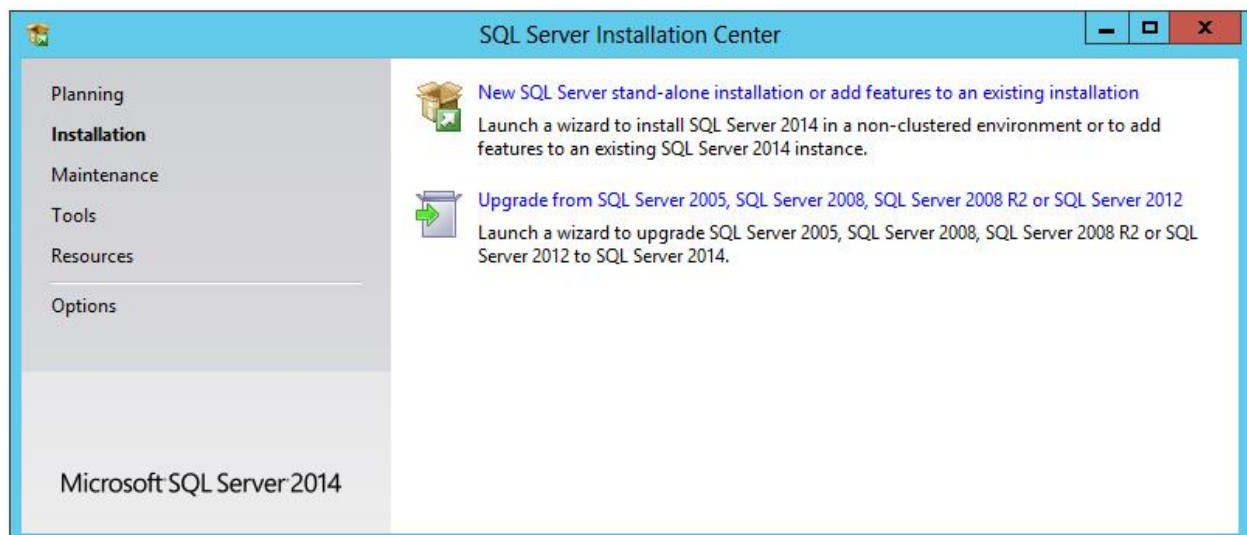 SQL Server Installation Center
Planning
Installation
Maintenance
Tools
Resources
Options
Microsoft SQL Server 2014
New SQL Server stand-alone installation or add features to an existing installation
Launch a wizard to install SQL Server 2014 in a non-clustered environment or to add
features to an existing SQL Server 2014 instance.
Upgrade from SQL Server 2005, SQL Server 2008, SQL Server 2008 R2 or SQL Server 2012
Launch a wizard to upgrade SQL Server 2005, SQL Server 2008, SQL Server 2008 R2 or SQL
Server 2012 to SQL Server 2014.